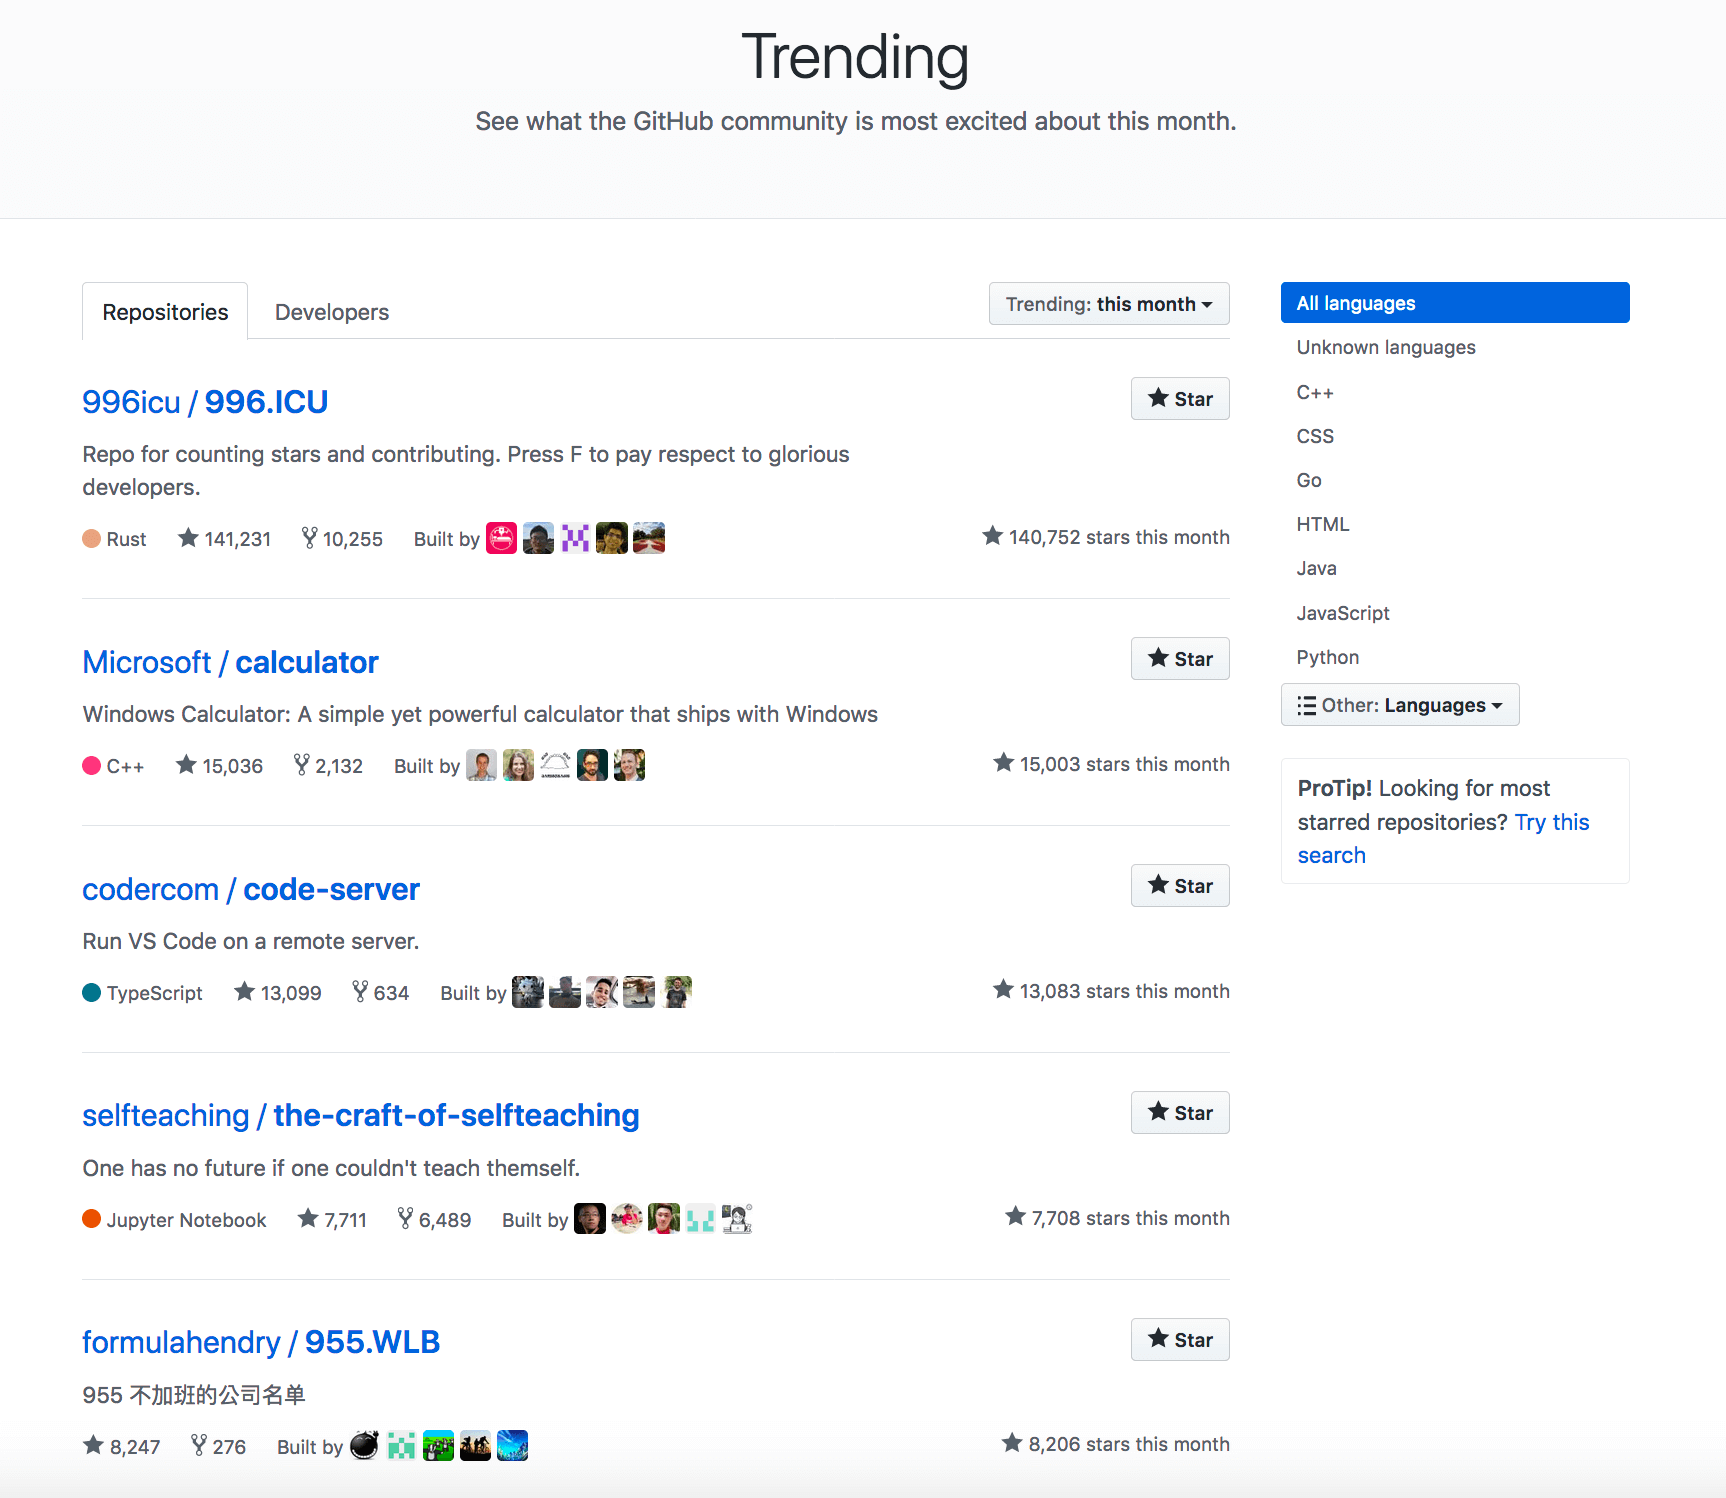 Trending
See what the GitHub community is most excited about this month.
Repositories
Developers
Trending: this month
996icu / 996.ICU
Star
Repo for counting stars and contributing. Press F to pay respect to glorious
developers.
Rust 141,231 10,255 Built by
140,752 stars this month
Microsoft / calculator
Star
Windows Calculator: A simple yet powerful calculator that ships with Windows
C++ 15,036 2,132 Built by
15,003 stars this month
codercom / code-server
Star
Run VS Code on a remote server.
TypeScript 13,099 634 Built by
13,083 stars this month
selfteaching / the-craft-of-selfteaching
Star
One has no future if one couldn't teach themself.
Jupyter Notebook 7,711 6,489 Built by
7,708 stars this month
formulahendry / 955.WLB
Star
955 不加班的公司名单
8,247 276 Built by
8,206 stars this month
All languages
Unknown languages
C++
CSS
Go
HTML
Java
JavaScript
Python
Other: Languages
ProTip! Looking for most
starred repositories? Try this
search